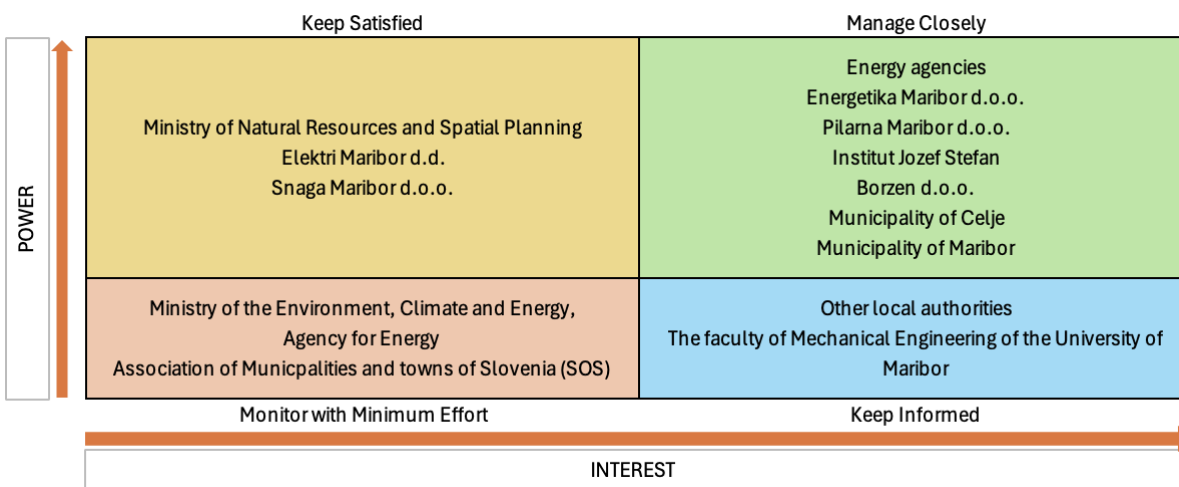 Keep Satisfied
Manage Closely
POWER
Ministry of Natural Resources and Spatial Planning
Elektri Maribor d.d.
Snaga Maribor d.o.o.
Energy agencies
Energetika Maribor d.o.o.
Pilarna Maribor d.o.o.
Institut Jozef Stefan
Borzen d.o.o.
Municipality of Celje
Municipality of Maribor
Ministry of the Environment, Climate and Energy,
Agency for Energy
Association of Municpalities and towns of Slovenia (SOS)
Other local authorities
The faculty of Mechanical Engineering of the University of
Maribor
Monitor with Minimum Effort
Keep Informed
INTEREST